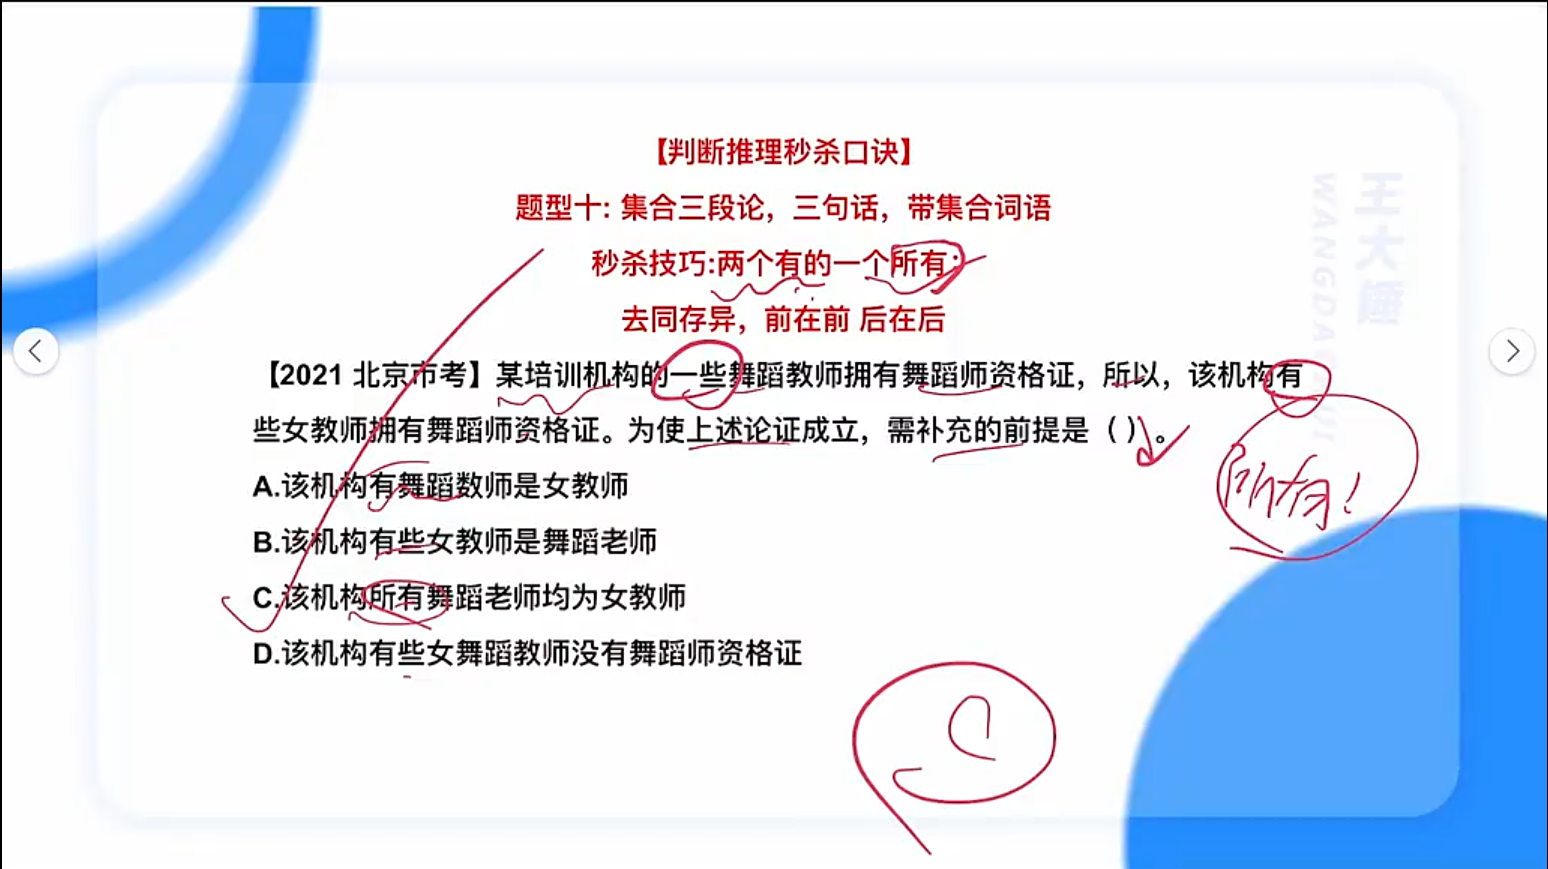 【判断推理秒杀口诀】
题型十: 集合三段论，三句话，带集合词语
秒杀技巧:两个有的一个所有;
去同存异，前在前 后在后
【2021 北京市考】某培训机构的一些舞蹈教师拥有舞蹈师资格证，所以，该机构有
些女教师拥有舞蹈师资格证。为使上述论证成立，需补充的前提是（ ）。
A.该机构有舞蹈数师是女教师
B.该机构有些女教师是舞蹈老师
C.该机构所有舞蹈老师均为女教师
D.该机构有些女舞蹈教师没有舞蹈师资格证
所有!
C
王大
WANGDA